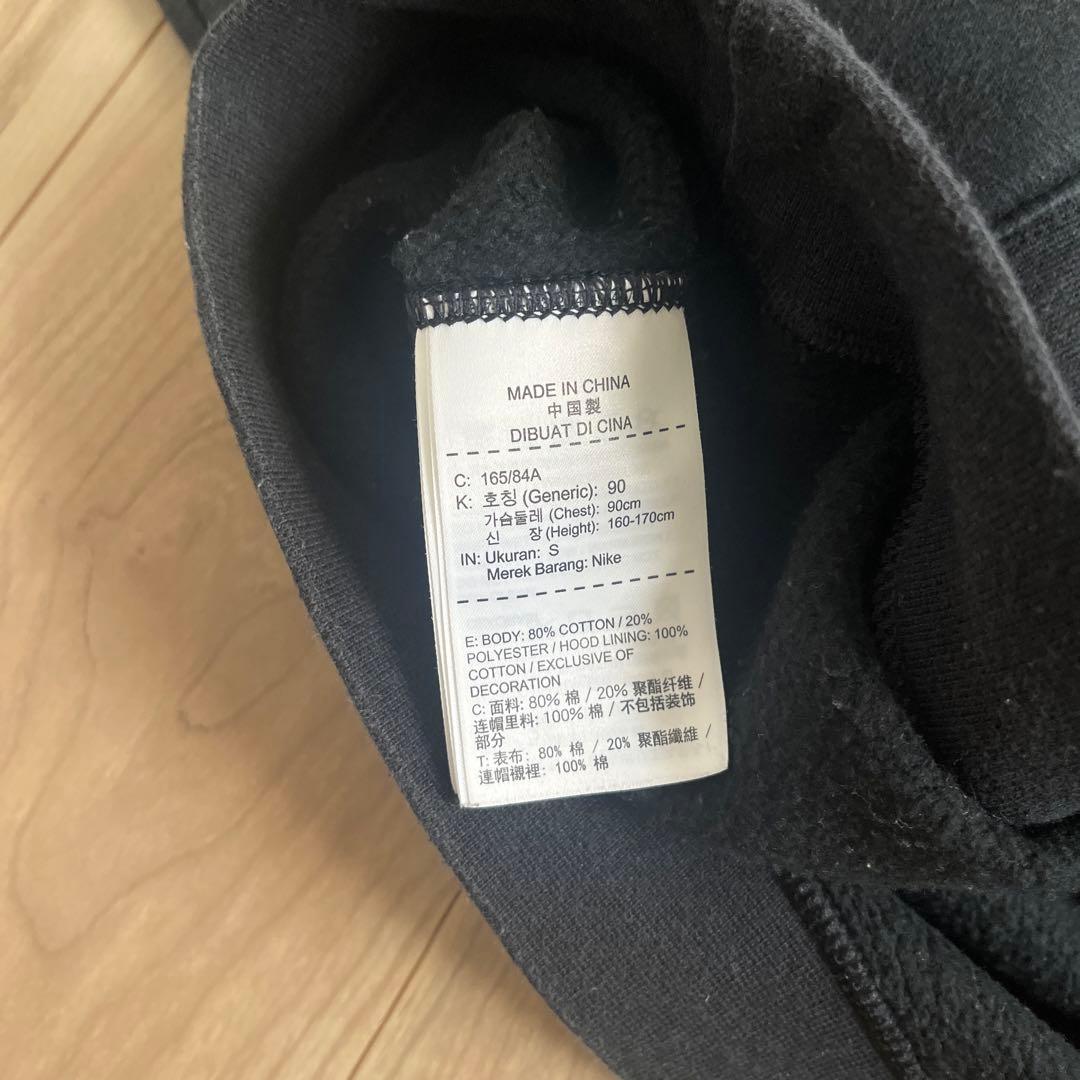 MADE IN CHINA
中国製
DIBUAT DI CINA
C: 165/84A
K: 호칭 (Generic): 90
가슴둘레 (Chest): 90cm
신 장 (Height): 160-170cm
IN: Ukuran: S
Merek Barang: Nike
E: BODY: 80% COTTON / 20%
POLYESTER / HOOD LINING: 100%
COTTON / EXCLUSIVE OF
DECORATION
C: 面料: 80% 棉 / 20% 聚酯纤维 /
连帽里料: 100% 棉 / 不包括装饰
部分
T: 表布: 80% 棉 / 20% 聚酯纖維 /
連帽襯裡: 100% 棉